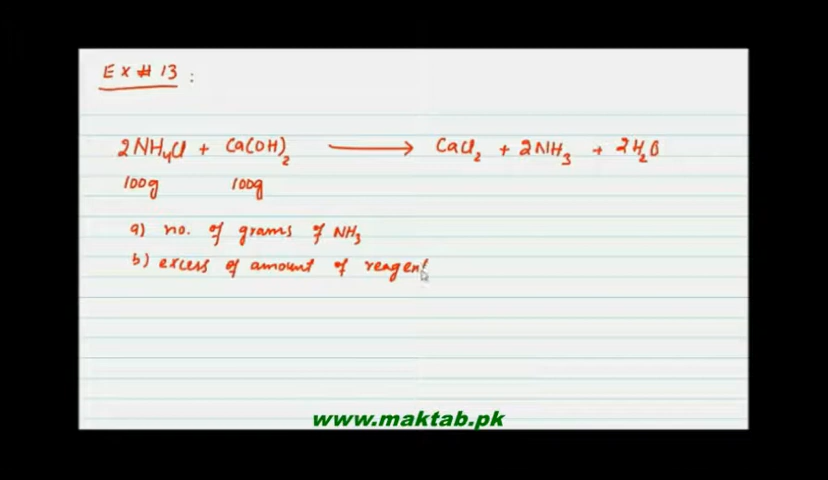 Ex # 13 :
2NH₄Cl + Ca(OH)₂ ⟶ CaCl₂ + 2NH₃ + 2H₂O
100g 100g
a) no. of grams of NH₃
b) excess of amount of reagent
www.maktab.pk